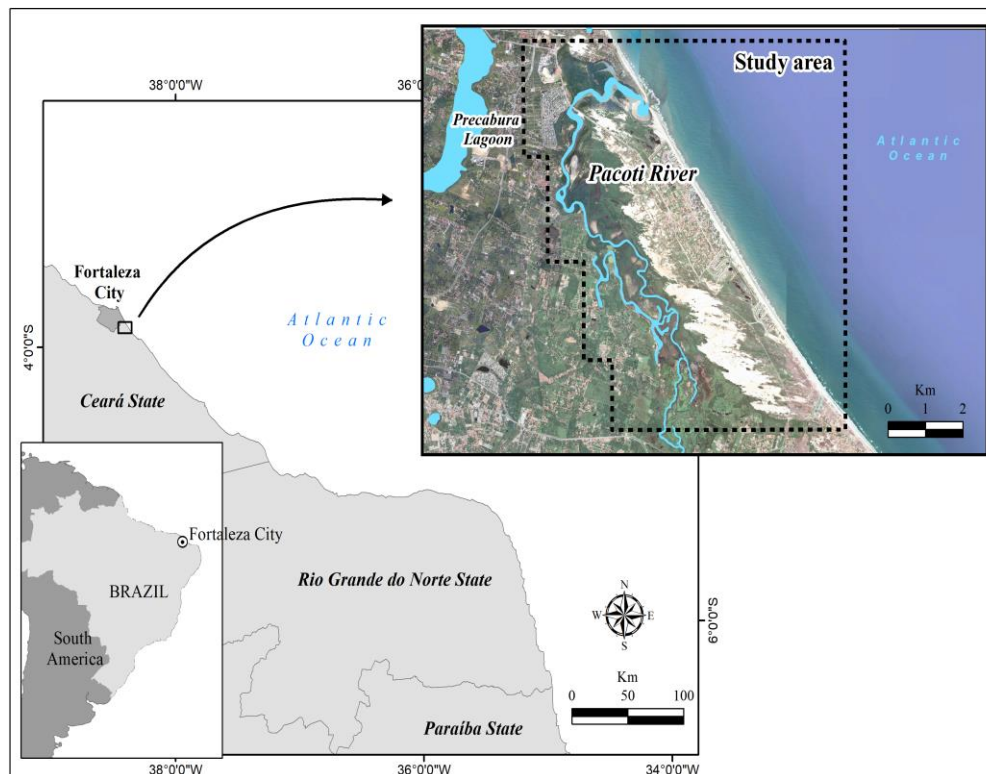 38°0'0"W
36°
Study area
Precabura
Lagoon
Pacoti River
Atlantic
Ocean
Km
0 1 2
Fortaleza
City
Atlantic
Ocean
4°0'0"S
Ceará State
Fortaleza City
BRAZIL
South
America
Rio Grande do Norte State
N
W E
S
6°0'0"S
Km
0 50 100
Paraíba State
38°0'0"W
36°0'0"W
34°0'0"W